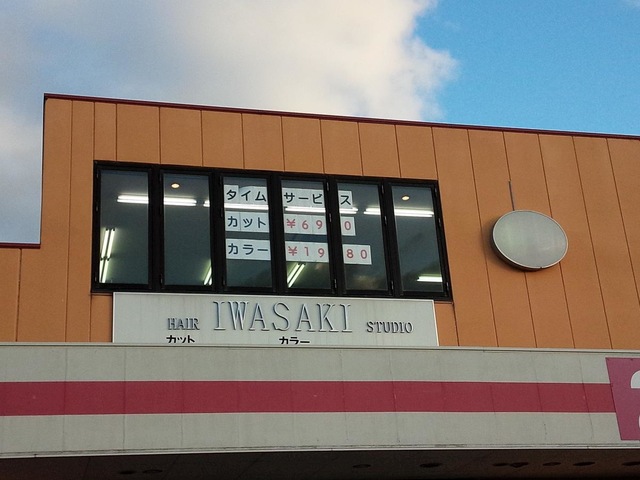 タイムサービス
カット ¥690
カラー ¥1980
HAIR IWASAKI STUDIO
カット カラー